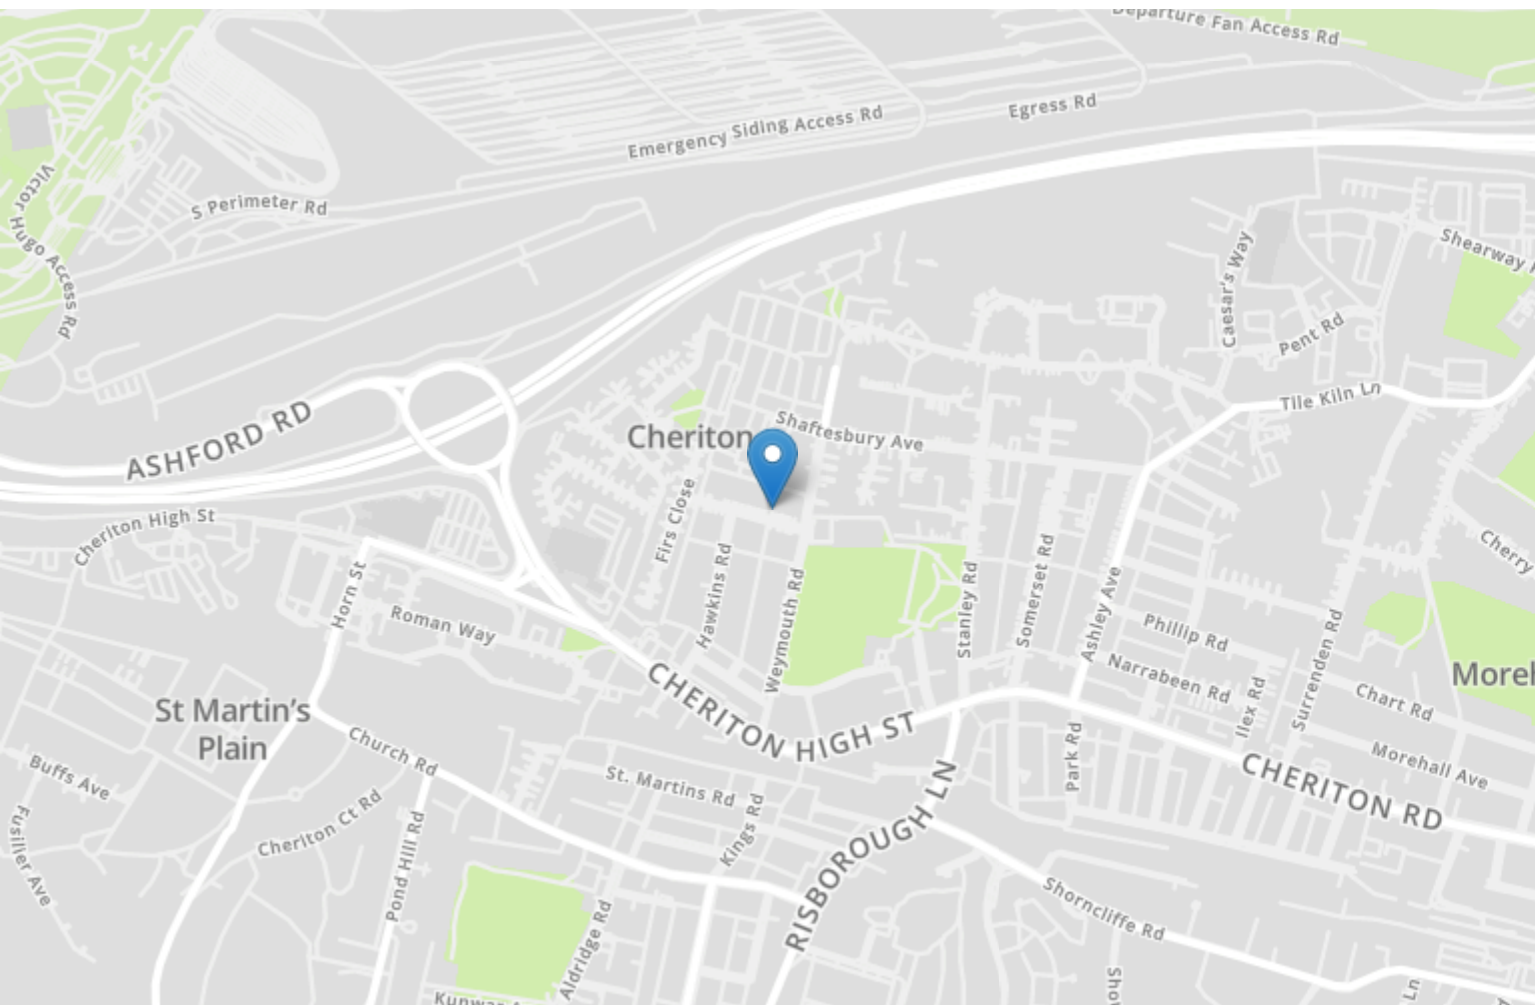 Departure Fan Access Rd
Egress Rd
Emergency Siding Access Rd
Victor Hugo Access Rd
S Perimeter Rd
Shearway
Caesar's Way
Pent Rd
Tile Kiln Ln
ASHFORD RD
Shaftesbury Ave
Cheriton
Cheriton High St
Firs Close
Cherry
Horn St
Hawkins Rd
Weymouth Rd
Stanley Rd
Somerset Rd
Ashley Ave
Roman Way
Phillip Rd
Narrabeen Rd
Surrenden Rd
Ilex Rd
Chart Rd
Moreh
St Martin's
Plain
CHERITON HIGH ST
Church Rd
Buffs Ave
Park Rd
Morehall Ave
CHERITON RD
St. Martins Rd
Kings Rd
RISBOROUGH LN
Cheriton Ct Rd
Fusilier Ave
Pond Hill Rd
Shorncliffe Rd
Aldridge Rd
Sho
Ln